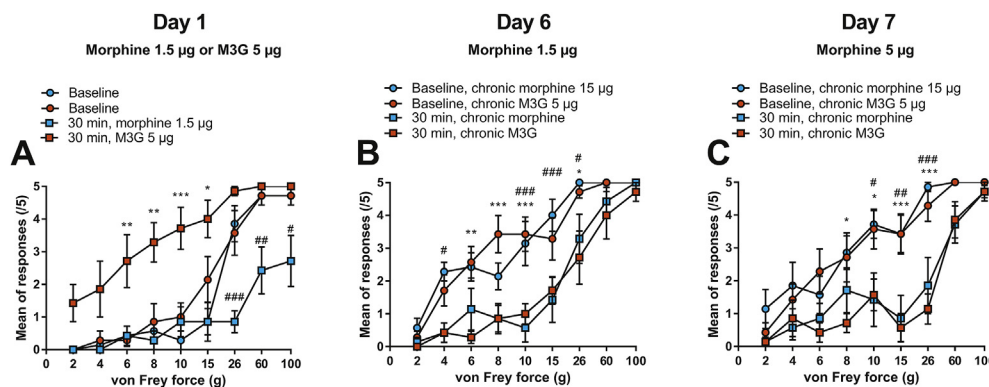 Day 1
Morphine 1.5 µg or M3G 5 µg
Baseline
Baseline
30 min, morphine 1.5 µg
30 min, M3G 5 µg
A
Mean of responses (/5)
5
4
3
2
1
0
** ** *** * ### ## #
0 2 4 6 8 10 15 26 60 100
von Frey force (g)
Day 6
Morphine 1.5 µg
Baseline, chronic morphine 15 µg
Baseline, chronic M3G 5 µg
30 min, chronic morphine
30 min, chronic M3G
B
Mean of responses (/5)
5
4
3
2
1
0
# ** *** ### *** ### # *
0 2 4 6 8 10 15 26 60 100
von Frey force (g)
Day 7
Morphine 5 µg
Baseline, chronic morphine 15 µg
Baseline, chronic M3G 5 µg
30 min, chronic morphine
30 min, chronic M3G
C
Mean of responses (/5)
5
4
3
2
1
0
* # * ## *** ### ***
0 2 4 6 8 10 15 26 60 100
von Frey force (g)